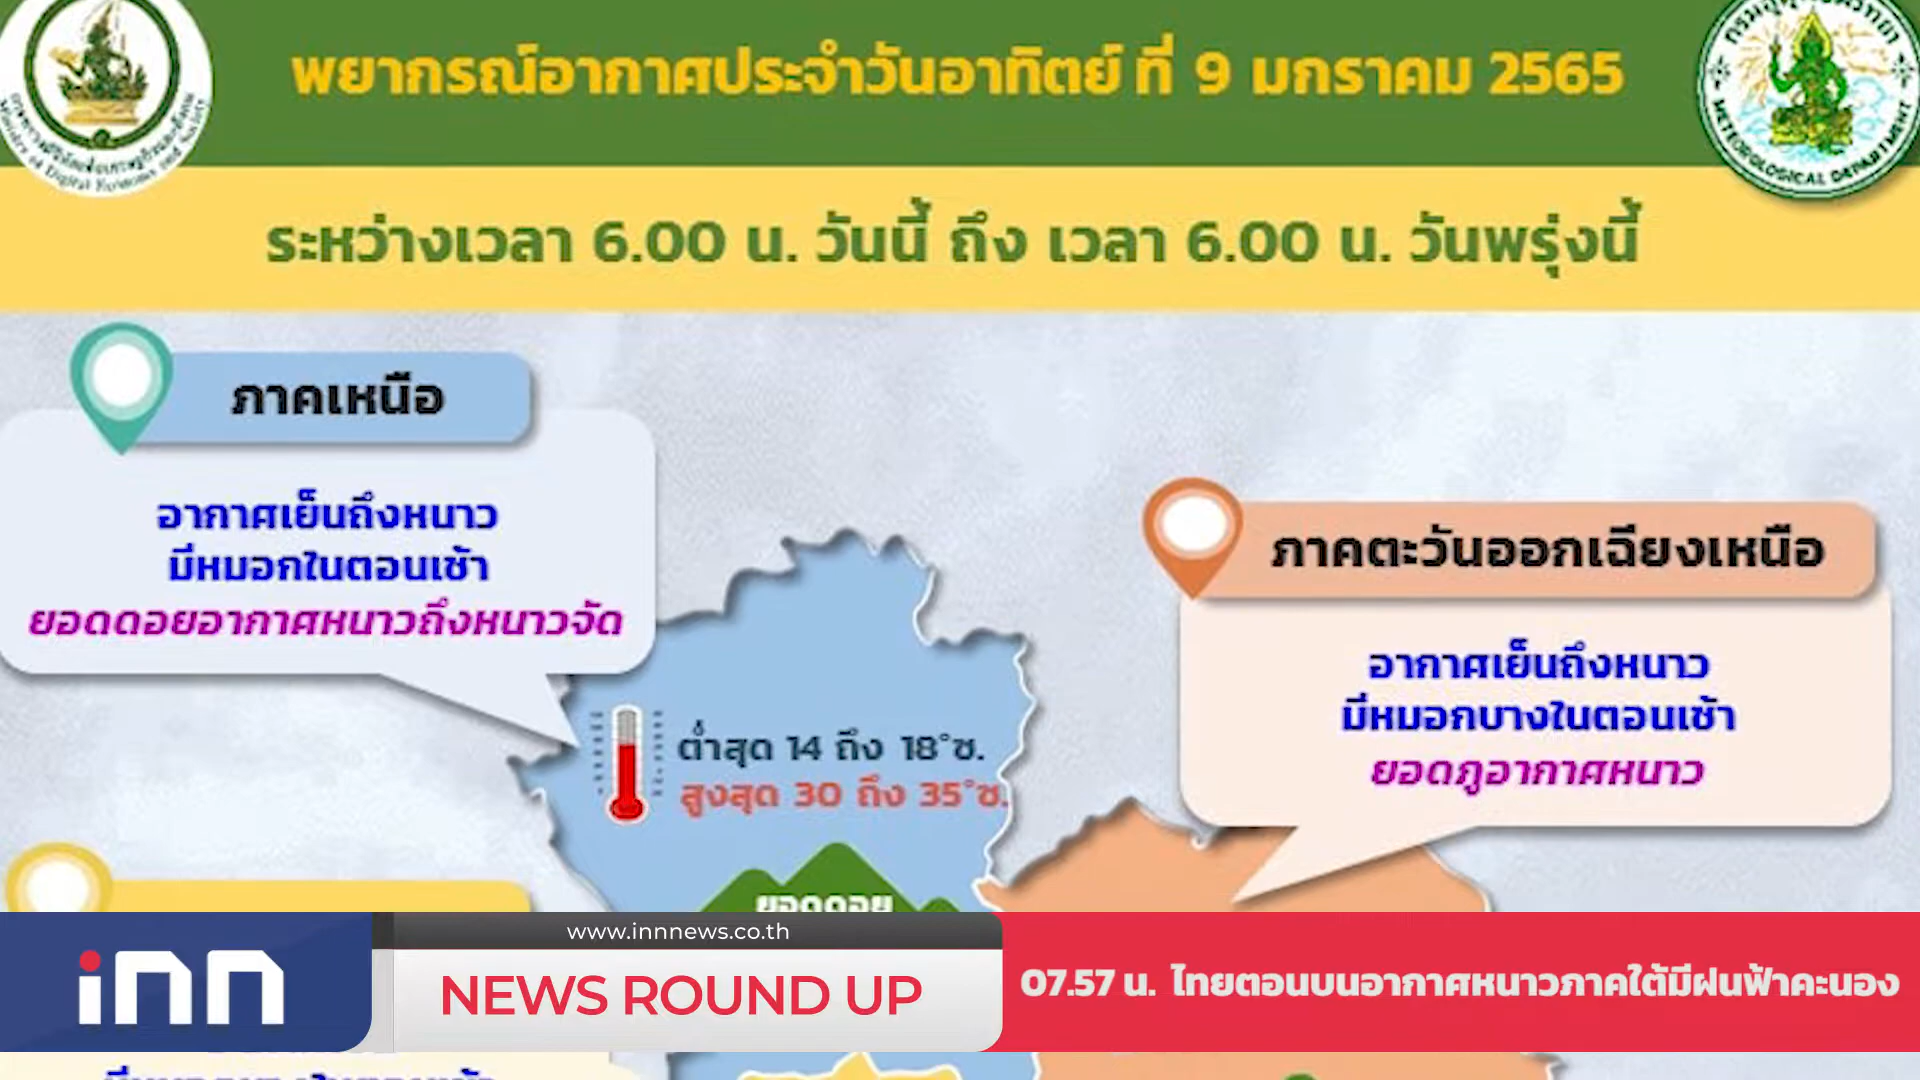 พยากรณ์อากาศประจำวันอาทิตย์ ที่ 9 มกราคม 2565
METEOROLOGICAL DEPARTMENT
ระหว่างเวลา 6.00 น. วันนี้ ถึง เวลา 6.00 น. วันพรุ่งนี้
ภาคเหนือ
อากาศเย็นถึงหนาว
มีหมอกในตอนเช้า
ยอดดอยอากาศหนาวถึงหนาวจัด
ภาคตะวันออกเฉียงเหนือ
อากาศเย็นถึงหนาว
มีหมอกบางในตอนเช้า
ยอดภูอากาศหนาว
ต่ำสุด 14 ถึง 18°ซ.
สูงสุด 30 ถึง 35°ซ.
ยอดดอย
inn
www.innnews.co.th
NEWS ROUND UP
07.57 น. ไทยตอนบนอากาศหนาวภาคใต้มีฝนฟ้าคะนอง